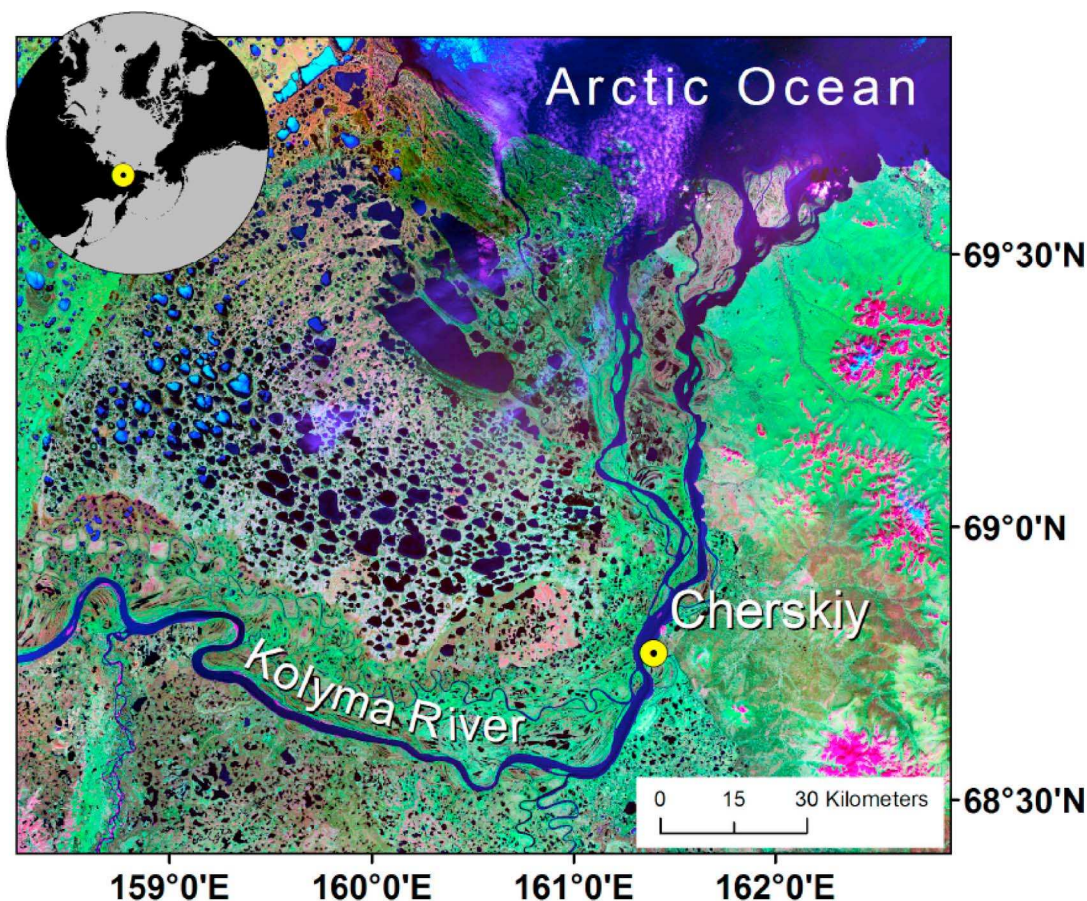 Arctic Ocean
69°30'N
69°0'N
Cherskiy
Kolyma River
68°30'N
0 15 30 Kilometers
159°0'E 160°0'E 161°0'E 162°0'E